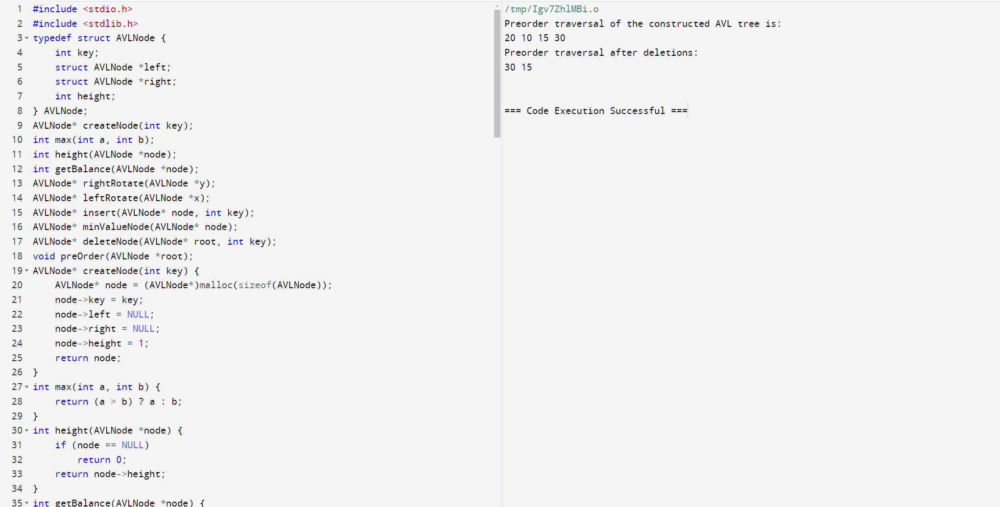 1 #include <stdio.h>
2 #include <stdlib.h>
3 typedef struct AVLNode {
4     int key;
5     struct AVLNode *left;
6     struct AVLNode *right;
7     int height;
8 } AVLNode;
9 AVLNode* createNode(int key);
10 int max(int a, int b);
11 int height(AVLNode *node);
12 int getBalance(AVLNode *node);
13 AVLNode* rightRotate(AVLNode *y);
14 AVLNode* leftRotate(AVLNode *x);
15 AVLNode* insert(AVLNode* node, int key);
16 AVLNode* minValueNode(AVLNode* node);
17 AVLNode* deleteNode(AVLNode* root, int key);
18 void preOrder(AVLNode *root);
19 AVLNode* createNode(int key) {
20     AVLNode* node = (AVLNode*)malloc(sizeof(AVLNode));
21     node->key = key;
22     node->left = NULL;
23     node->right = NULL;
24     node->height = 1;
25     return node;
26 }
27 int max(int a, int b) {
28     return (a > b) ? a : b;
29 }
30 int height(AVLNode *node) {
31     if (node == NULL)
32         return 0;
33     return node->height;
34 }
35 int getBalance(AVLNode *node) {
/tmp/Igv7ZhlMBi.o
Preorder traversal of the constructed AVL tree is:
20 10 15 30
Preorder traversal after deletions:
30 15
=== Code Execution Successful ===